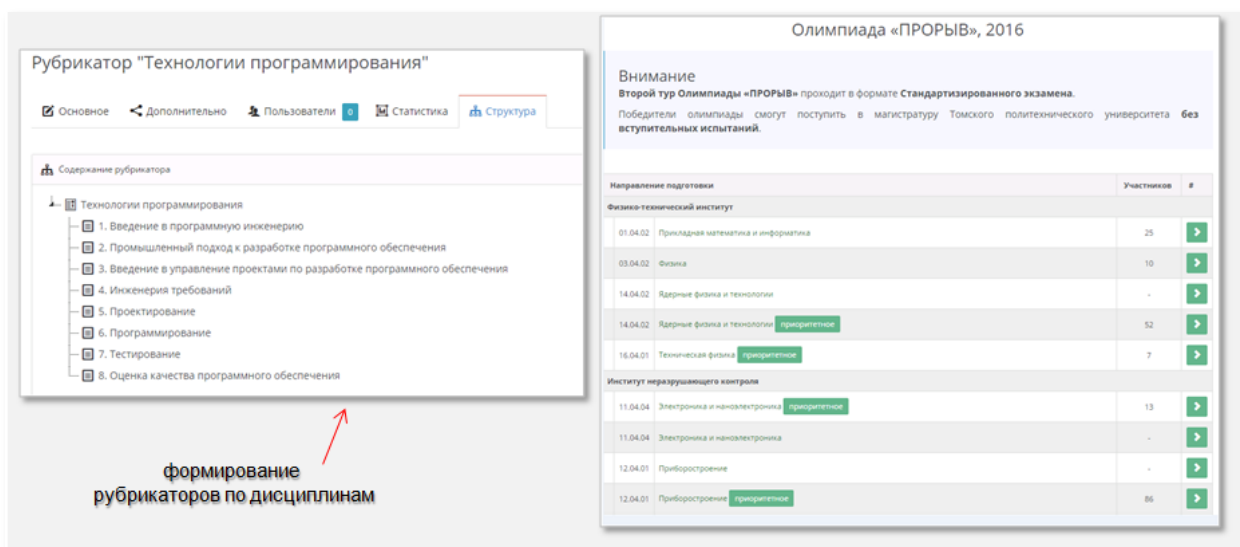 Рубрикатор "Технологии программирования"
Основное Дополнительно Пользователи 0 Статистика Структура
Содержание рубрикатора
Технологии программирования
1. Введение в программную инженерию
2. Промышленный подход к разработке программного обеспечения
3. Введение в управление проектами по разработке программного обеспечения
4. Инженерия требований
5. Проектирование
6. Программирование
7. Тестирование
8. Оценка качества программного обеспечения
формирование
рубрикаторов по дисциплинам
Олимпиада «ПРОРЫВ», 2016
Внимание
Второй тур Олимпиады «ПРОРЫВ» проходит в формате Стандартизированного экзамена.
Победители олимпиады смогут поступить в магистратуру Томского политехнического университета без
вступительных испытаний.
Направление подготовки Участников #
Физико-технический институт
01.04.02 Прикладная математика и информатика 25
03.04.02 Физика 10
14.04.02 Ядерные физика и технологии -
14.04.02 Ядерные физика и технологии приоритетное 52
16.04.01 Техническая физика приоритетное 7
Институт неразрушающего контроля
11.04.04 Электроника и наноэлектроника приоритетное 13
11.04.04 Электроника и наноэлектроника -
12.04.01 Приборостроение -
12.04.01 Приборостроение приоритетное 86